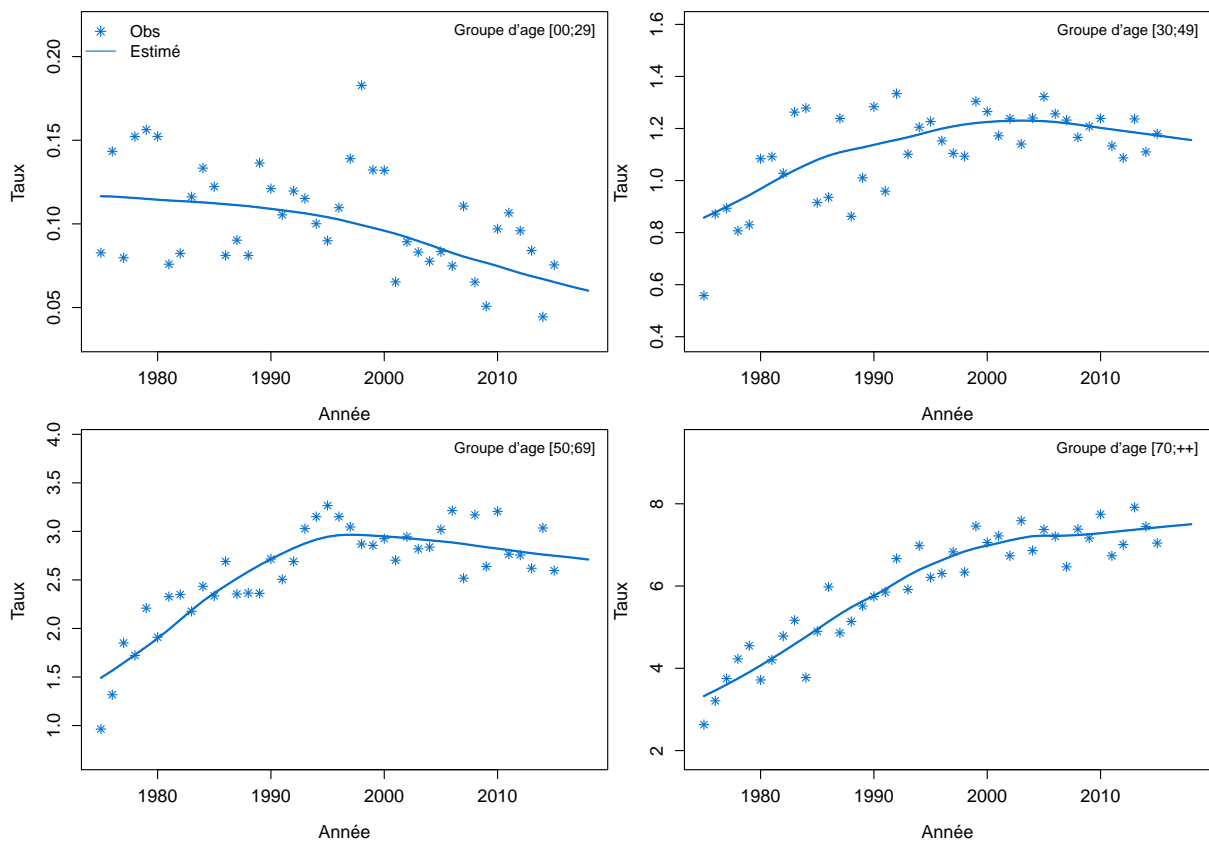 Obs
Estimé
Groupe d'age [00;29]
Taux
0.20
0.15
0.10
0.05
1980 1990 2000 2010
Année
Groupe d'age [30;49]
Taux
1.6
1.4
1.2
1.0
0.8
0.6
0.4
1980 1990 2000 2010
Année
Groupe d'age [50;69]
Taux
4.0
3.5
3.0
2.5
2.0
1.5
1.0
1980 1990 2000 2010
Année
Groupe d'age [70;++]
Taux
8
6
4
2
1980 1990 2000 2010
Année